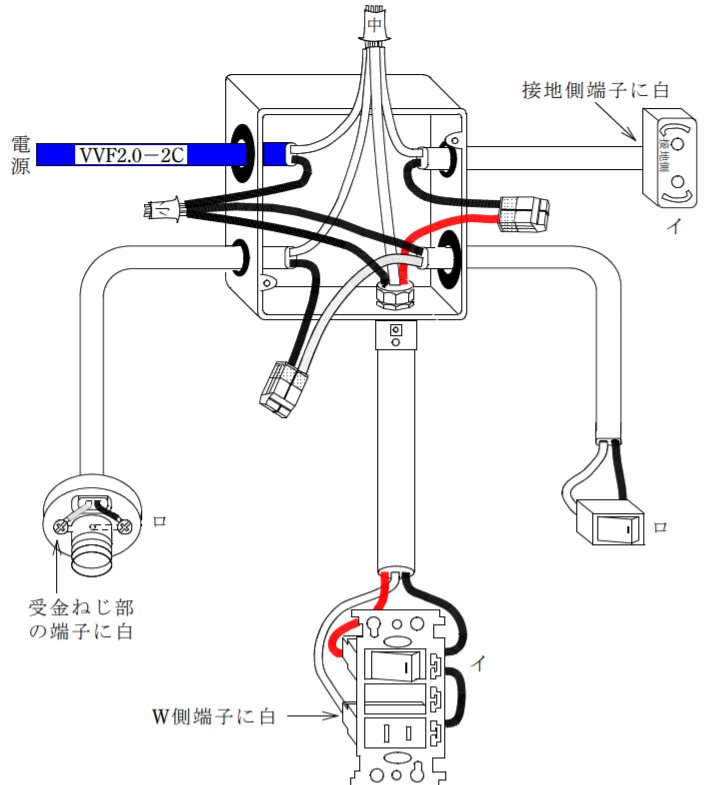 中
接地側端子に白
電源
VVF2.0−2C
接地側
小
イ
ロ
ロ
受金ねじ部
の端子に白
イ
W側端子に白